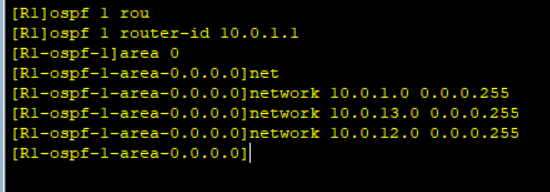 [R1]ospf 1 rou
[R1]ospf 1 router-id 10.0.1.1
[R1-ospf-1]area 0
[R1-ospf-1-area-0.0.0.0]net
[R1-ospf-1-area-0.0.0.0]network 10.0.1.0 0.0.0.255
[R1-ospf-1-area-0.0.0.0]network 10.0.13.0 0.0.0.255
[R1-ospf-1-area-0.0.0.0]network 10.0.12.0 0.0.0.255
[R1-ospf-1-area-0.0.0.0]